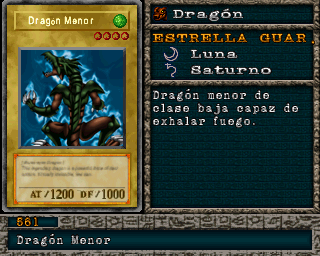 Dragón Menor
Dragón
ESTRELLA GUAR.
Luna
Saturno
Dragón menor de
clase baja capaz de
exhalar fuego.
AT/1200 DF/1000
561
Dragón Menor